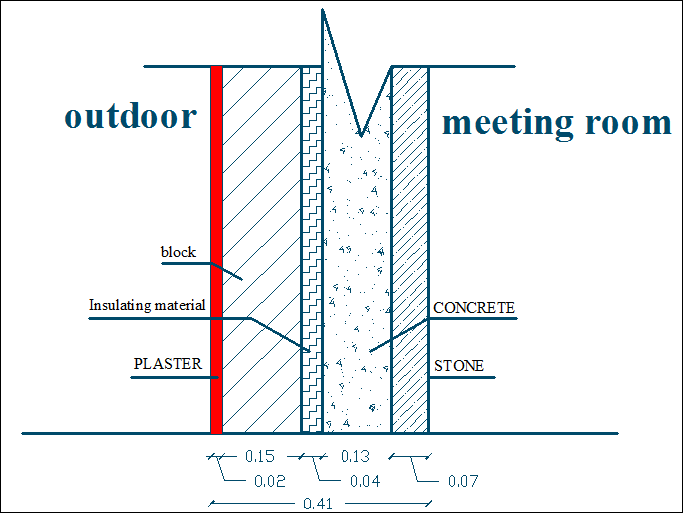 outdoor
meeting room
block
Insulating material
CONCRETE
PLASTER
STONE
0.15
0.13
0.02
0.04
0.07
0.41